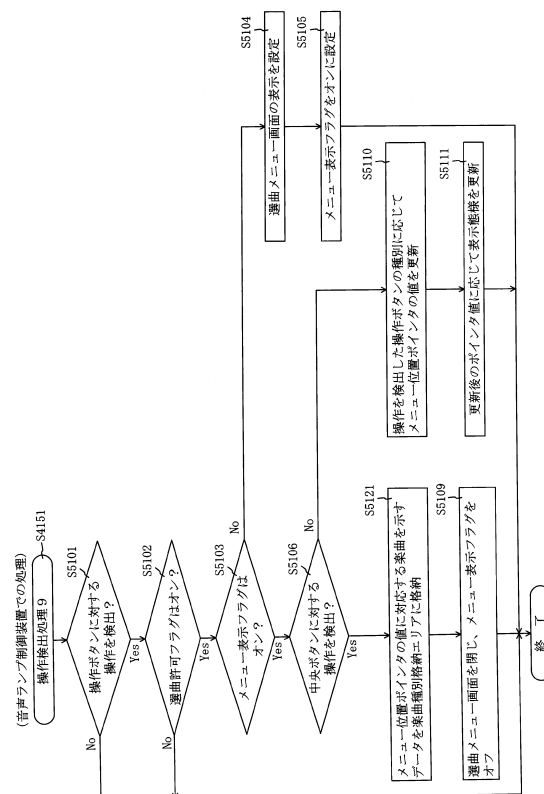 (音声ランプ制御装置での処理)
操作検出処理9
S4151
S5101
操作ボタンに対する
操作を検出?
No
Yes
S5102
選曲許可フラグはオン?
No
Yes
S5103
メニュー表示フラグは
オン?
No
Yes
S5104
選曲メニュー画面の表示を設定
S5105
メニュー表示フラグをオンに設定
S5106
中央ボタンに対する
操作を検出?
No
Yes
S5110
操作を検出した操作ボタンの種別に応じて
メニュー位置ポインタの値を更新
S5111
更新後のポインタ値に応じて表示態様を更新
S5121
メニュー位置ポインタの値に対応する楽曲を示す
データを楽曲種別格納エリアに格納
S5109
選曲メニュー画面を閉じ、メニュー表示フラグを
オフ
終 了